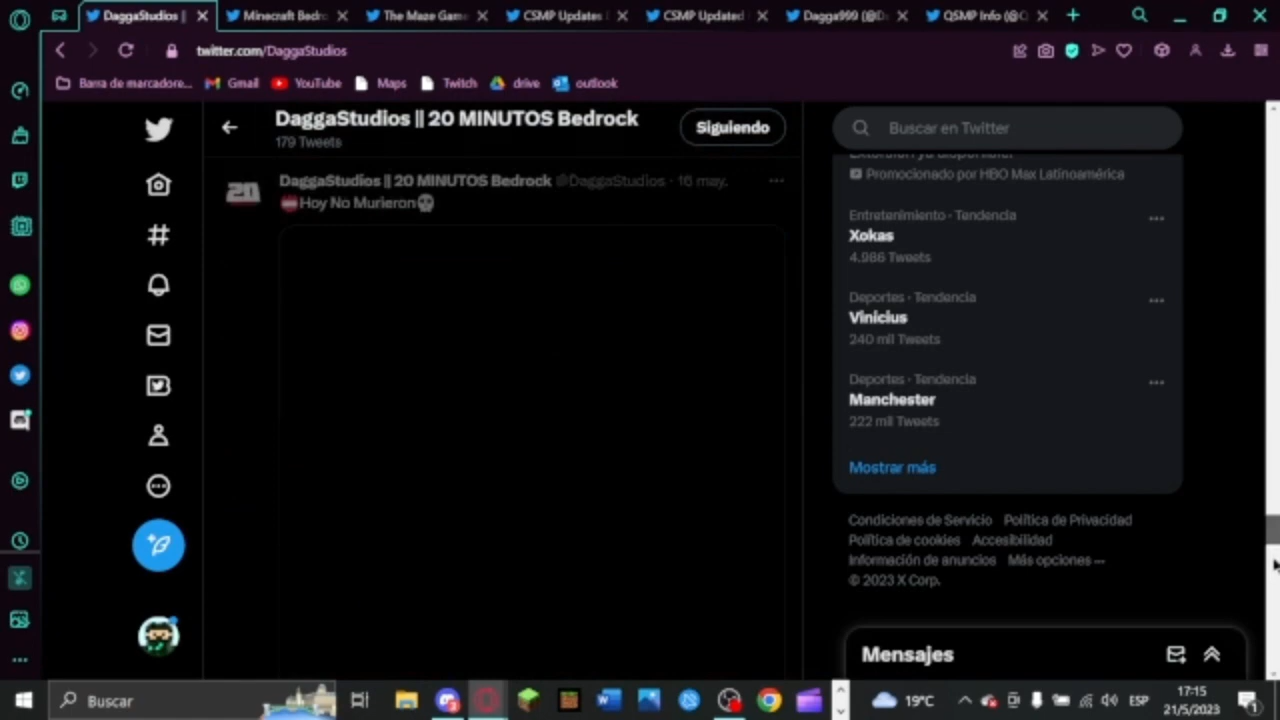 DaggaStudios ||
Minecraft Bedr
The Maze Gam
CSMP Updates
CSMP Updated
Dagga999 (@D
QSMP Info (@Q
twitter.com/DaggaStudios
Barra de marcadore...
Gmail
YouTube
Maps
Twitch
drive
outlook
DaggaStudios || 20 MINUTOS Bedrock
179 Tweets
Siguiendo
DaggaStudios || 20 MINUTOS Bedrock @DaggaStudios · 16 may.
⛔Hoy No Murieron💀
20
Buscar en Twitter
Promocionado por HBO Max Latinoamérica
Entretenimiento · Tendencia
Xokas
4.986 Tweets
Deportes · Tendencia
Vinicius
240 mil Tweets
Deportes · Tendencia
Manchester
222 mil Tweets
Mostrar más
Condiciones de Servicio Política de Privacidad
Política de cookies Accesibilidad
Información de anuncios Más opciones ···
© 2023 X Corp.
Mensajes
Buscar
19°C
ESP
17:15
21/5/2023
1